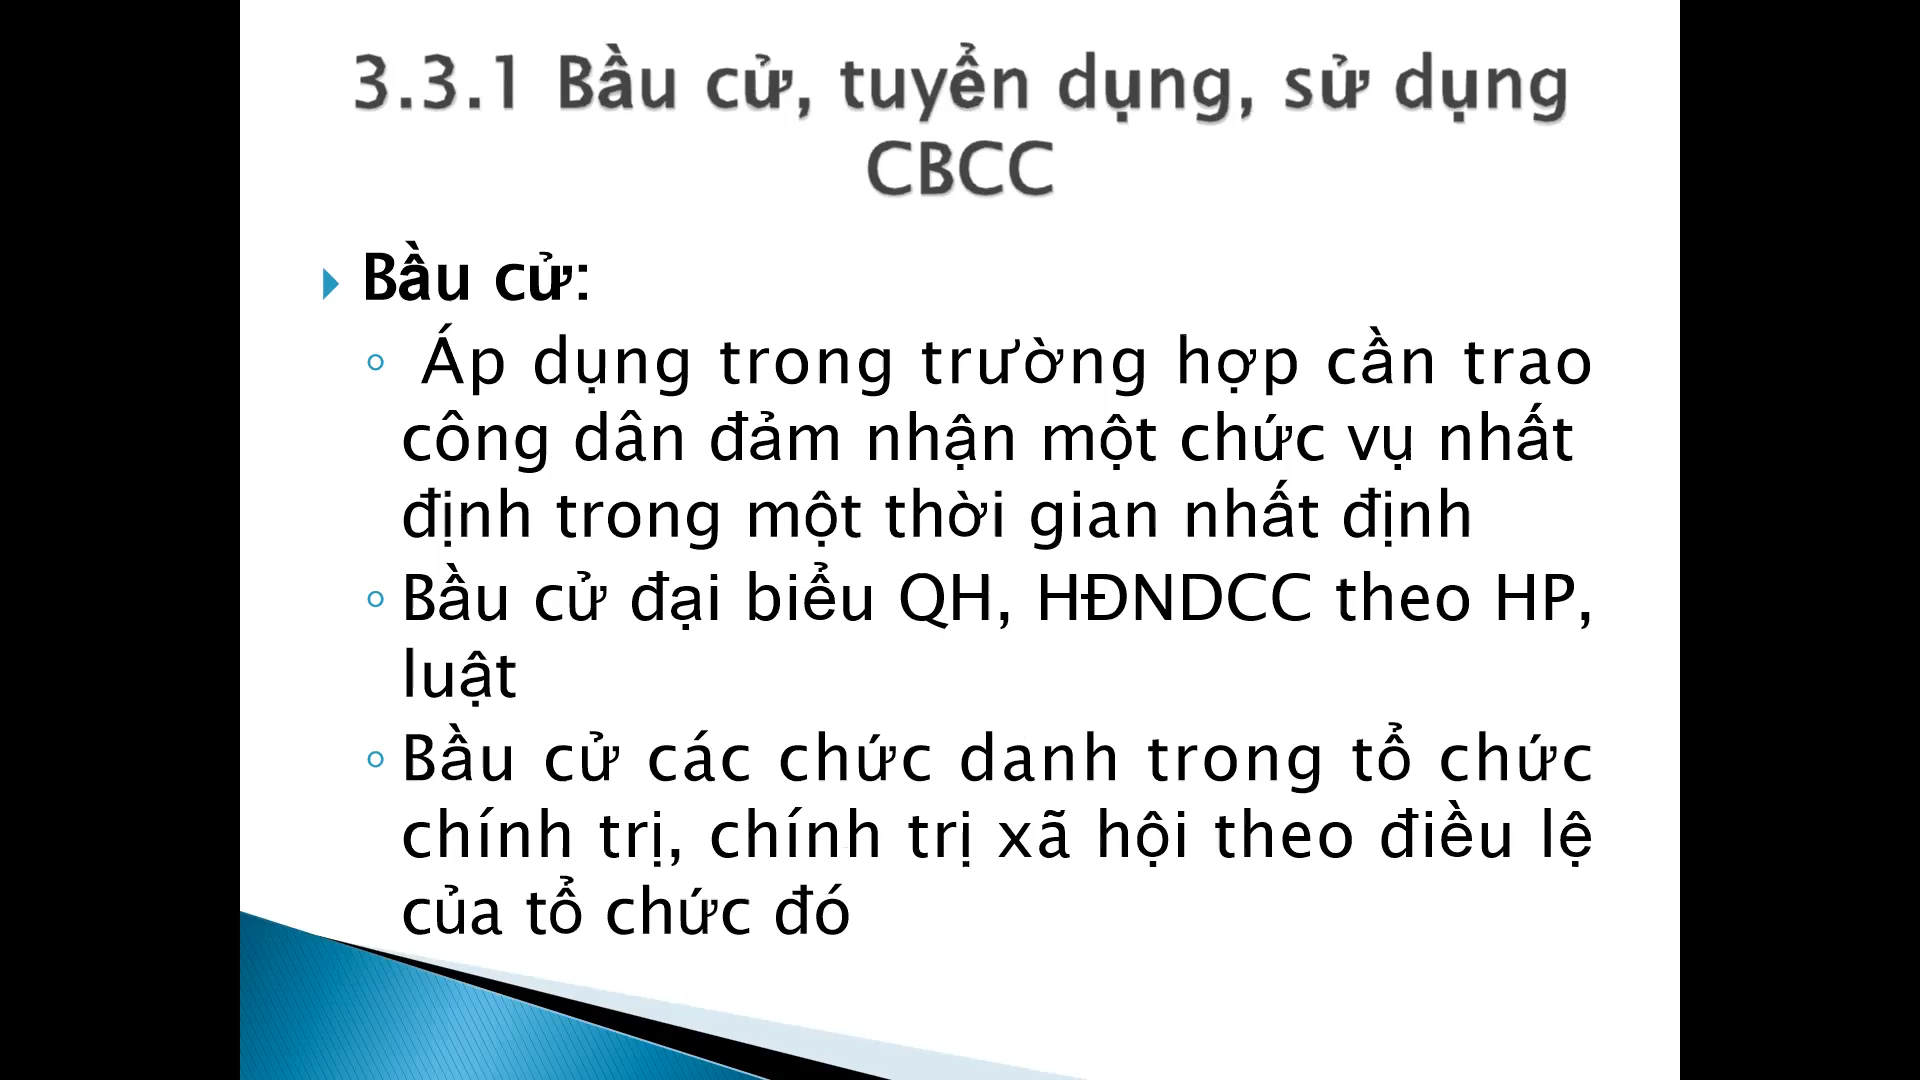 3.3.1 Bầu cử, tuyển dụng, sử dụng
CBCC
Bầu cử:
Áp dụng trong trường hợp cần trao
công dân đảm nhận một chức vụ nhất
định trong một thời gian nhất định
Bầu cử đại biểu QH, HĐNDCC theo HP,
luật
Bầu cử các chức danh trong tổ chức
chính trị, chính trị xã hội theo điều lệ
của tổ chức đó